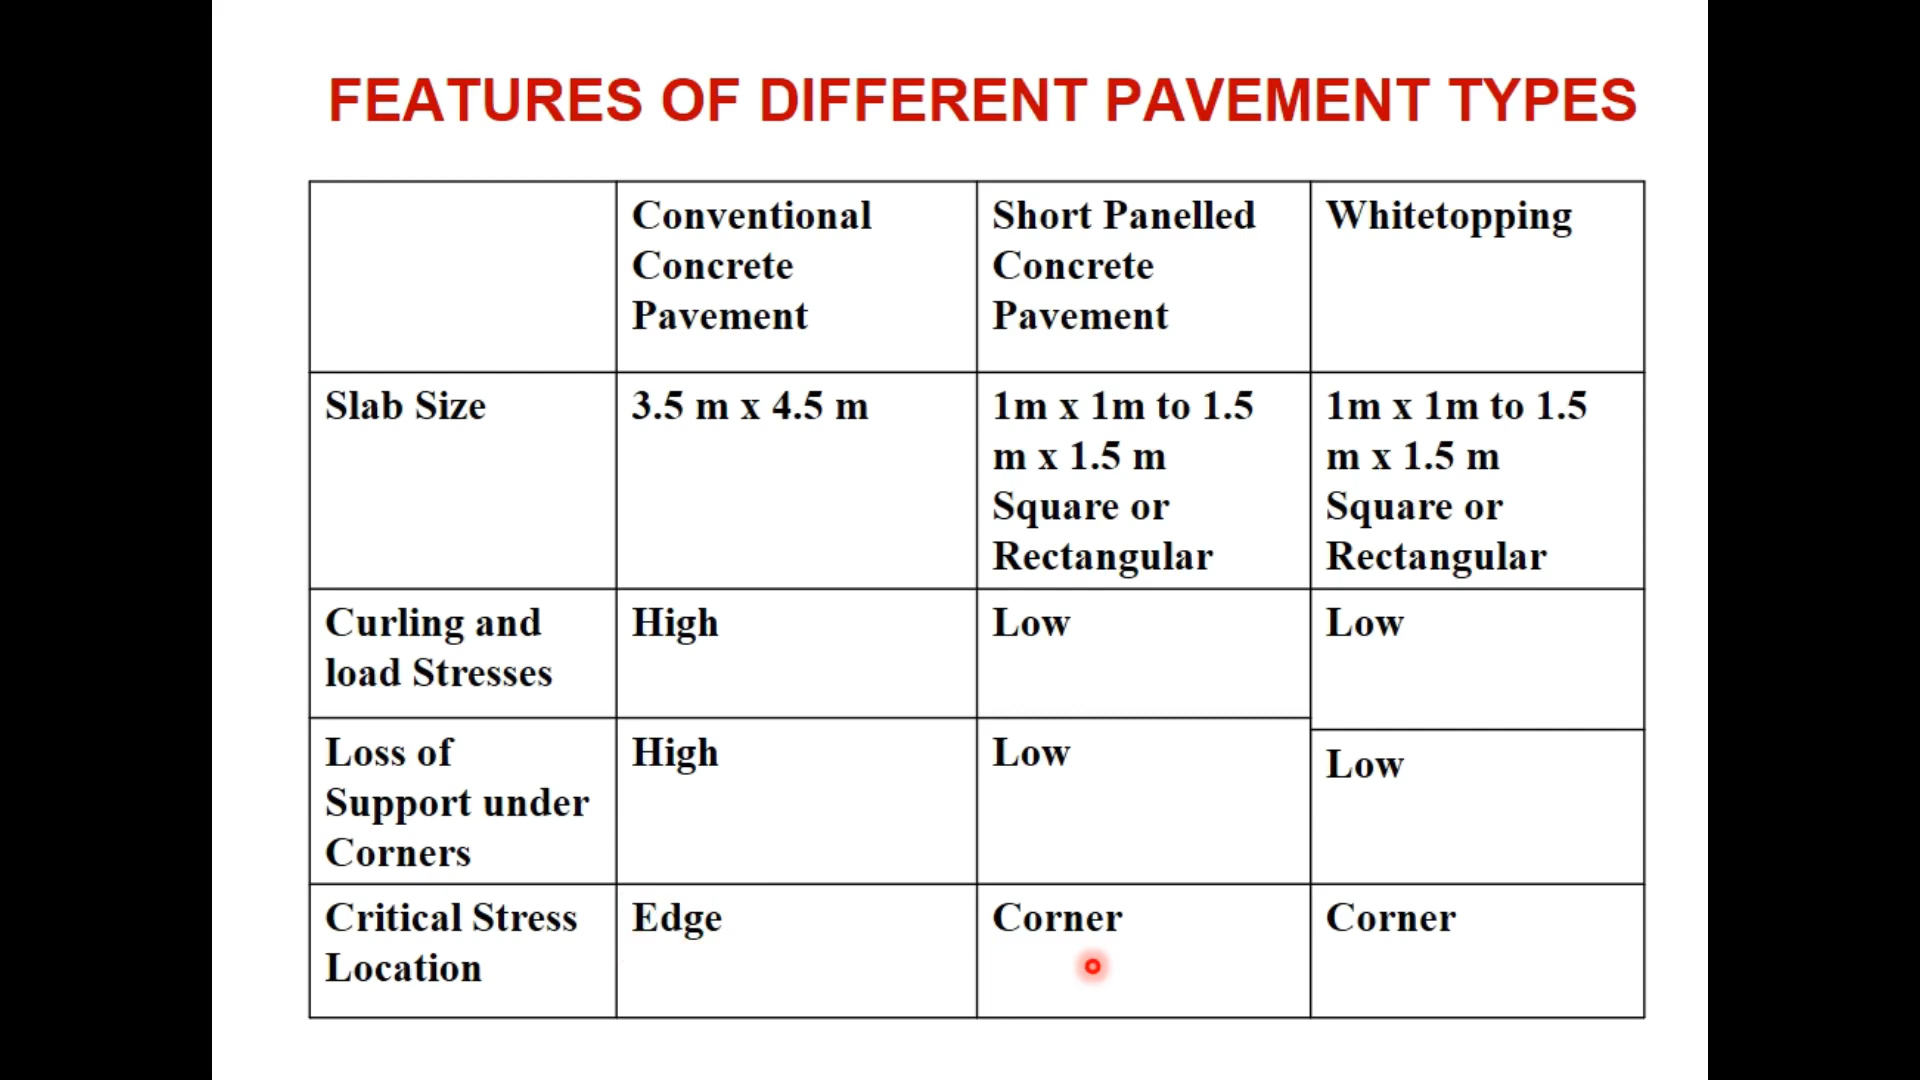 FEATURES OF DIFFERENT PAVEMENT TYPES
Conventional
Concrete
Pavement
Short Panelled
Concrete
Pavement
Whitetopping
Slab Size
3.5 m x 4.5 m
1m x 1m to 1.5
m x 1.5 m
Square or
Rectangular
1m x 1m to 1.5
m x 1.5 m
Square or
Rectangular
Curling and
load Stresses
High
Low
Low
Loss of
Support under
Corners
High
Low
Low
Critical Stress
Location
Edge
Corner
Corner